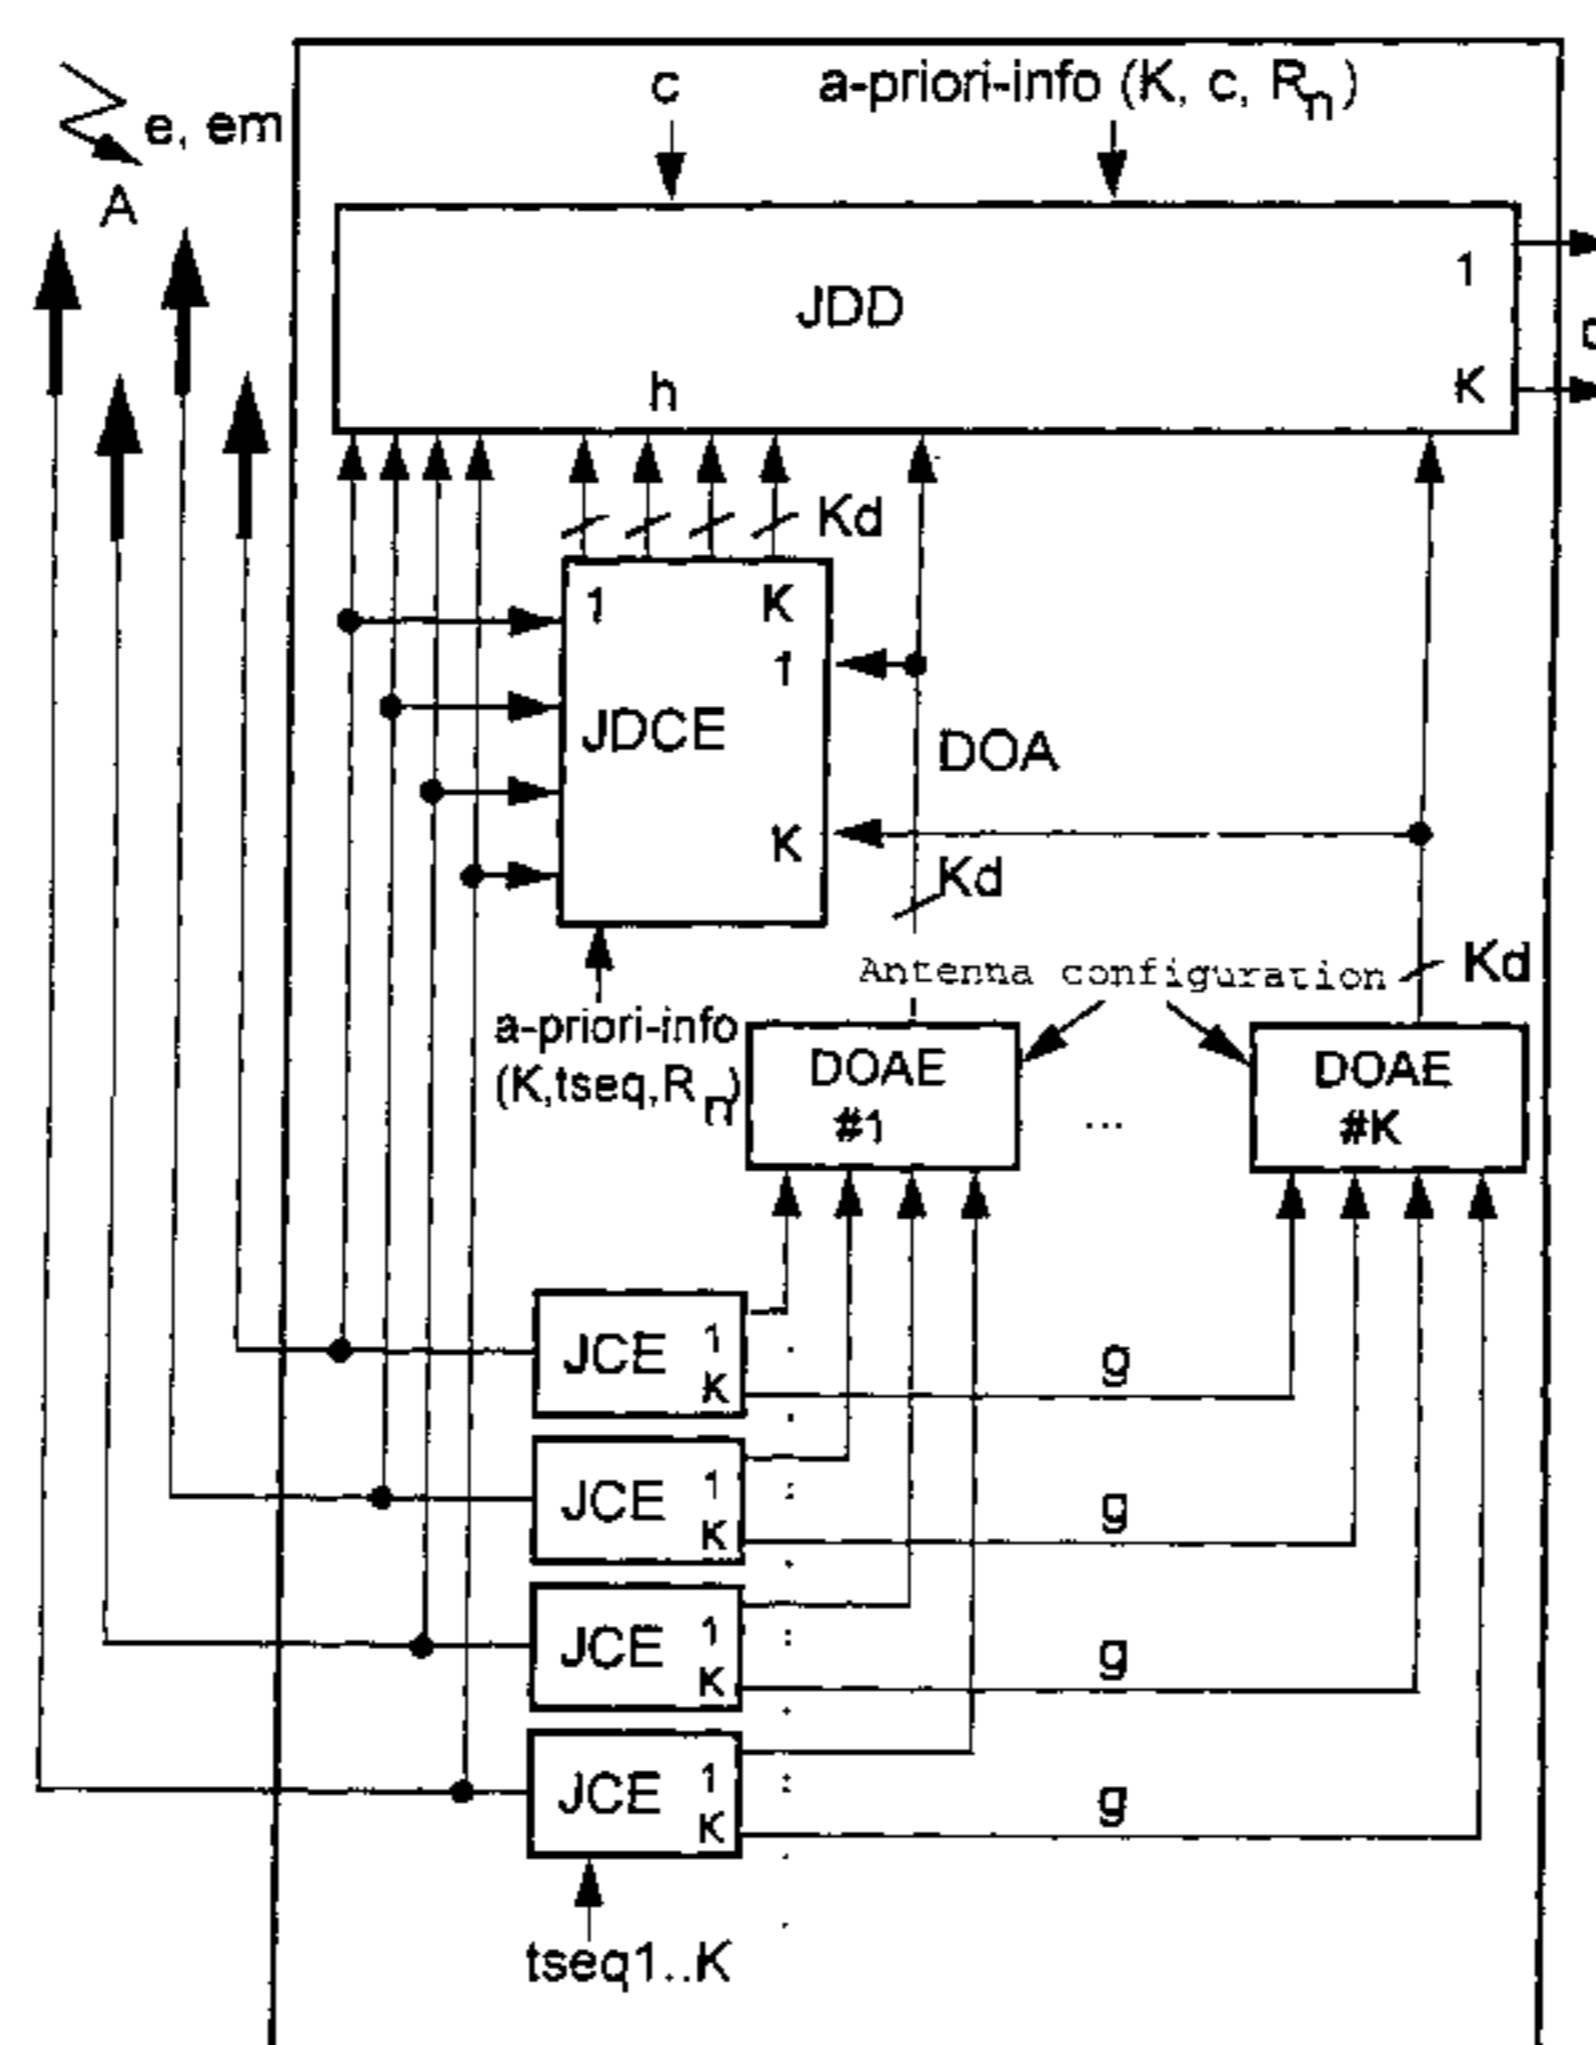 c
a-priori-info (K, c, Rn)
e, em
A
1
JDD
h
K
Kd
1
K
1
JDCE
DOA
K
Kd
Antenna configuration
Kd
a-priori-info
(K,tseq,Rn)
DOAE
#1
...
DOAE
#K
JCE
1
K
g
JCE
1
K
g
JCE
1
K
g
JCE
1
K
g
tseq1..K